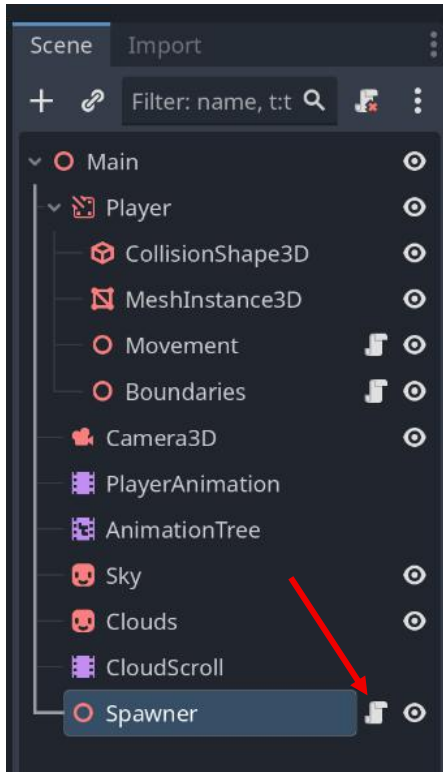 Scene Import
Filter: name, t:t
Main
Player
CollisionShape3D
MeshInstance3D
Movement
Boundaries
Camera3D
PlayerAnimation
AnimationTree
Sky
Clouds
CloudScroll
Spawner